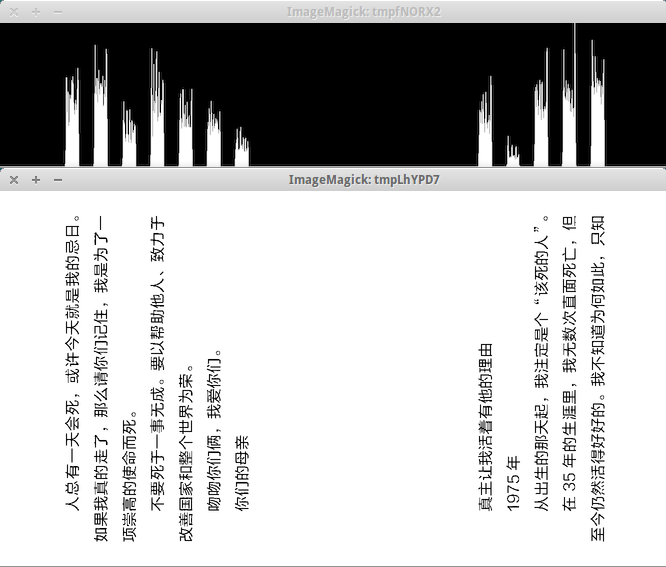 ImageMagick: tmpfNORX2
ImageMagick: tmpLhYPD7
人总有一天会死，或许今天就是我的忌日。
如果我真的走了，那么请你们记住，我是为了一
项崇高的使命而死。
不要死于一事无成。要以帮助他人、致力于
改善国家和整个世界为荣。
吻吻你们俩，我爱你们。
你们的母亲
真主让我活着有他的理由
1975 年
从出生的那天起，我注定是个“该死的人”。
在 35 年的生涯里，我无数次直面死亡，但
至今仍然活得好好的。我不知道为何如此，只知